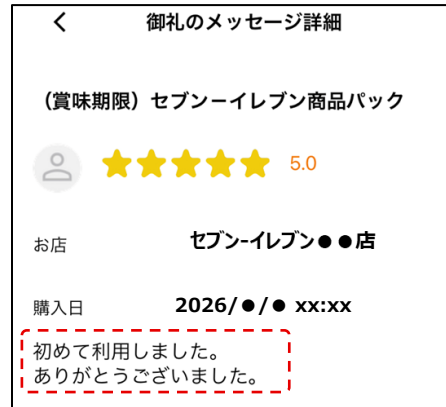 御礼のメッセージ詳細
（賞味期限）セブンーイレブン商品パック
5.0
お店 セブン-イレブン●●店
購入日 2026/●/● xx:xx
初めて利用しました。
ありがとうございました。